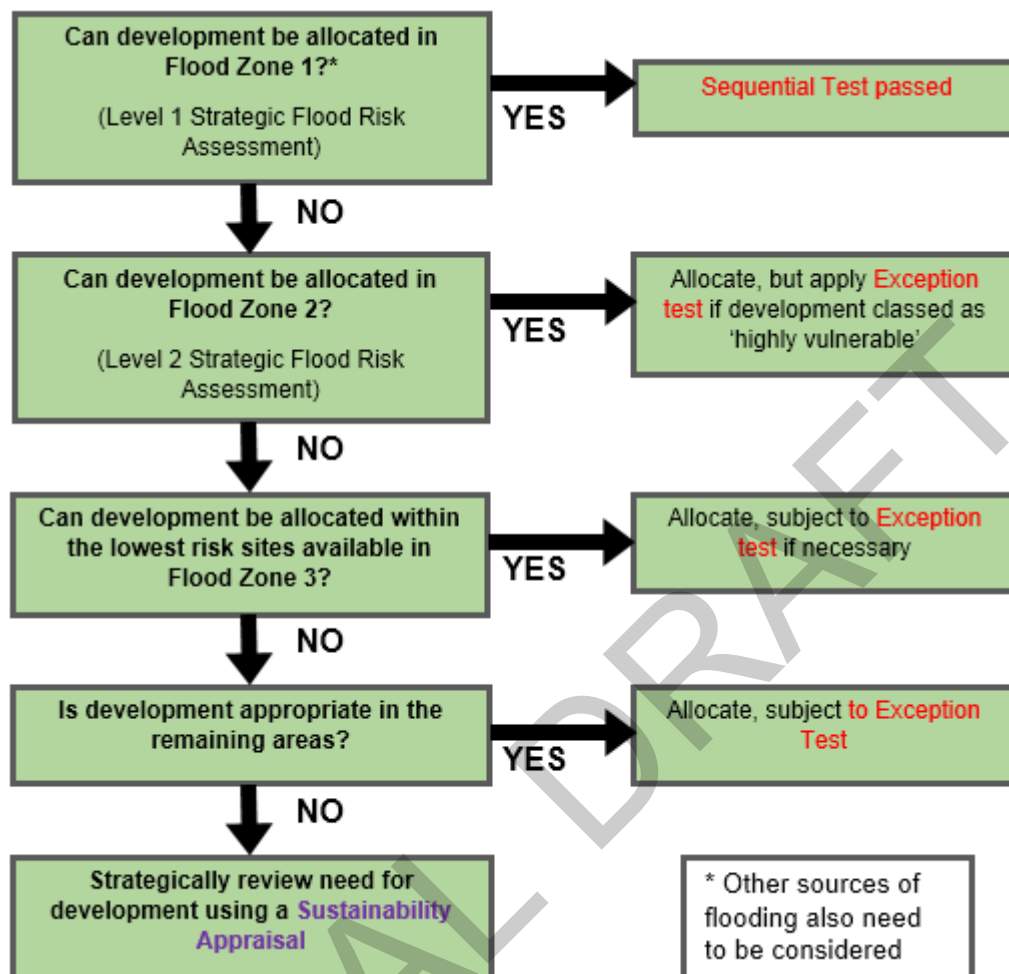 Can development be allocated in
Flood Zone 1?*
(Level 1 Strategic Flood Risk
Assessment)
YES
Sequential Test passed
NO
Can development be allocated in
Flood Zone 2?
(Level 2 Strategic Flood Risk
Assessment)
YES
Allocate, but apply Exception
test if development classed as
‘highly vulnerable’
NO
Can development be allocated within
the lowest risk sites available in
Flood Zone 3?
YES
Allocate, subject to Exception
test if necessary
NO
Is development appropriate in the
remaining areas?
YES
Allocate, subject to Exception
Test
NO
Strategically review need for
development using a Sustainability
Appraisal
* Other sources of
flooding also need
to be considered
AL DRAFT